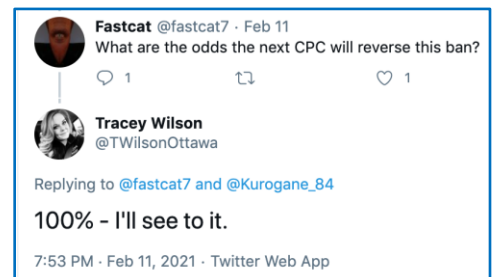 Fastcat @fastcat7 · Feb 11
What are the odds the next CPC will reverse this ban?
1 1
Tracey Wilson
@TWilsonOttawa
Replying to @fastcat7 and @Kurogane_84
100% - I'll see to it.
7:53 PM · Feb 11, 2021 · Twitter Web App